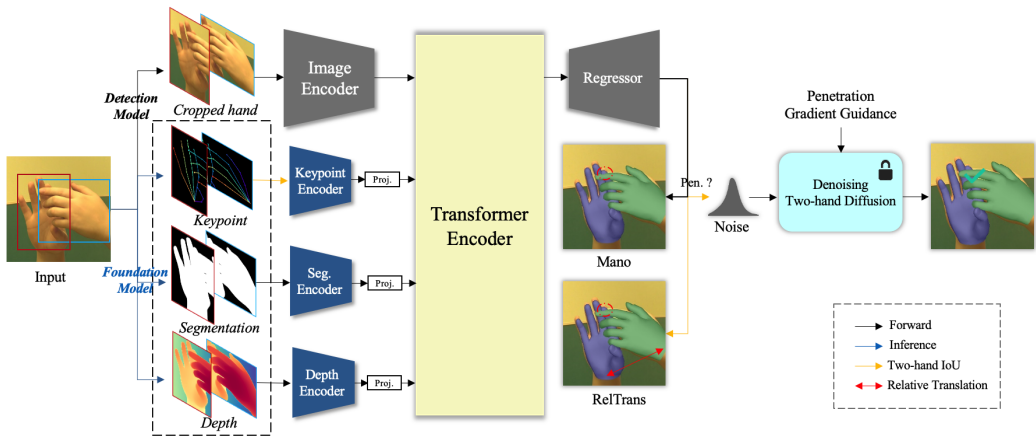 Detection
Model
Cropped hand
Image
Encoder
Input
Keypoint
Keypoint
Encoder
Proj.
Foundation
Model
Segmentation
Seg.
Encoder
Proj.
Depth
Depth
Encoder
Proj.
Transformer
Encoder
Regressor
Mano
Pen. ?
RelTrans
Noise
Penetration
Gradient Guidance
Denoising
Two-hand Diffusion
Forward
Inference
Two-hand IoU
Relative Translation